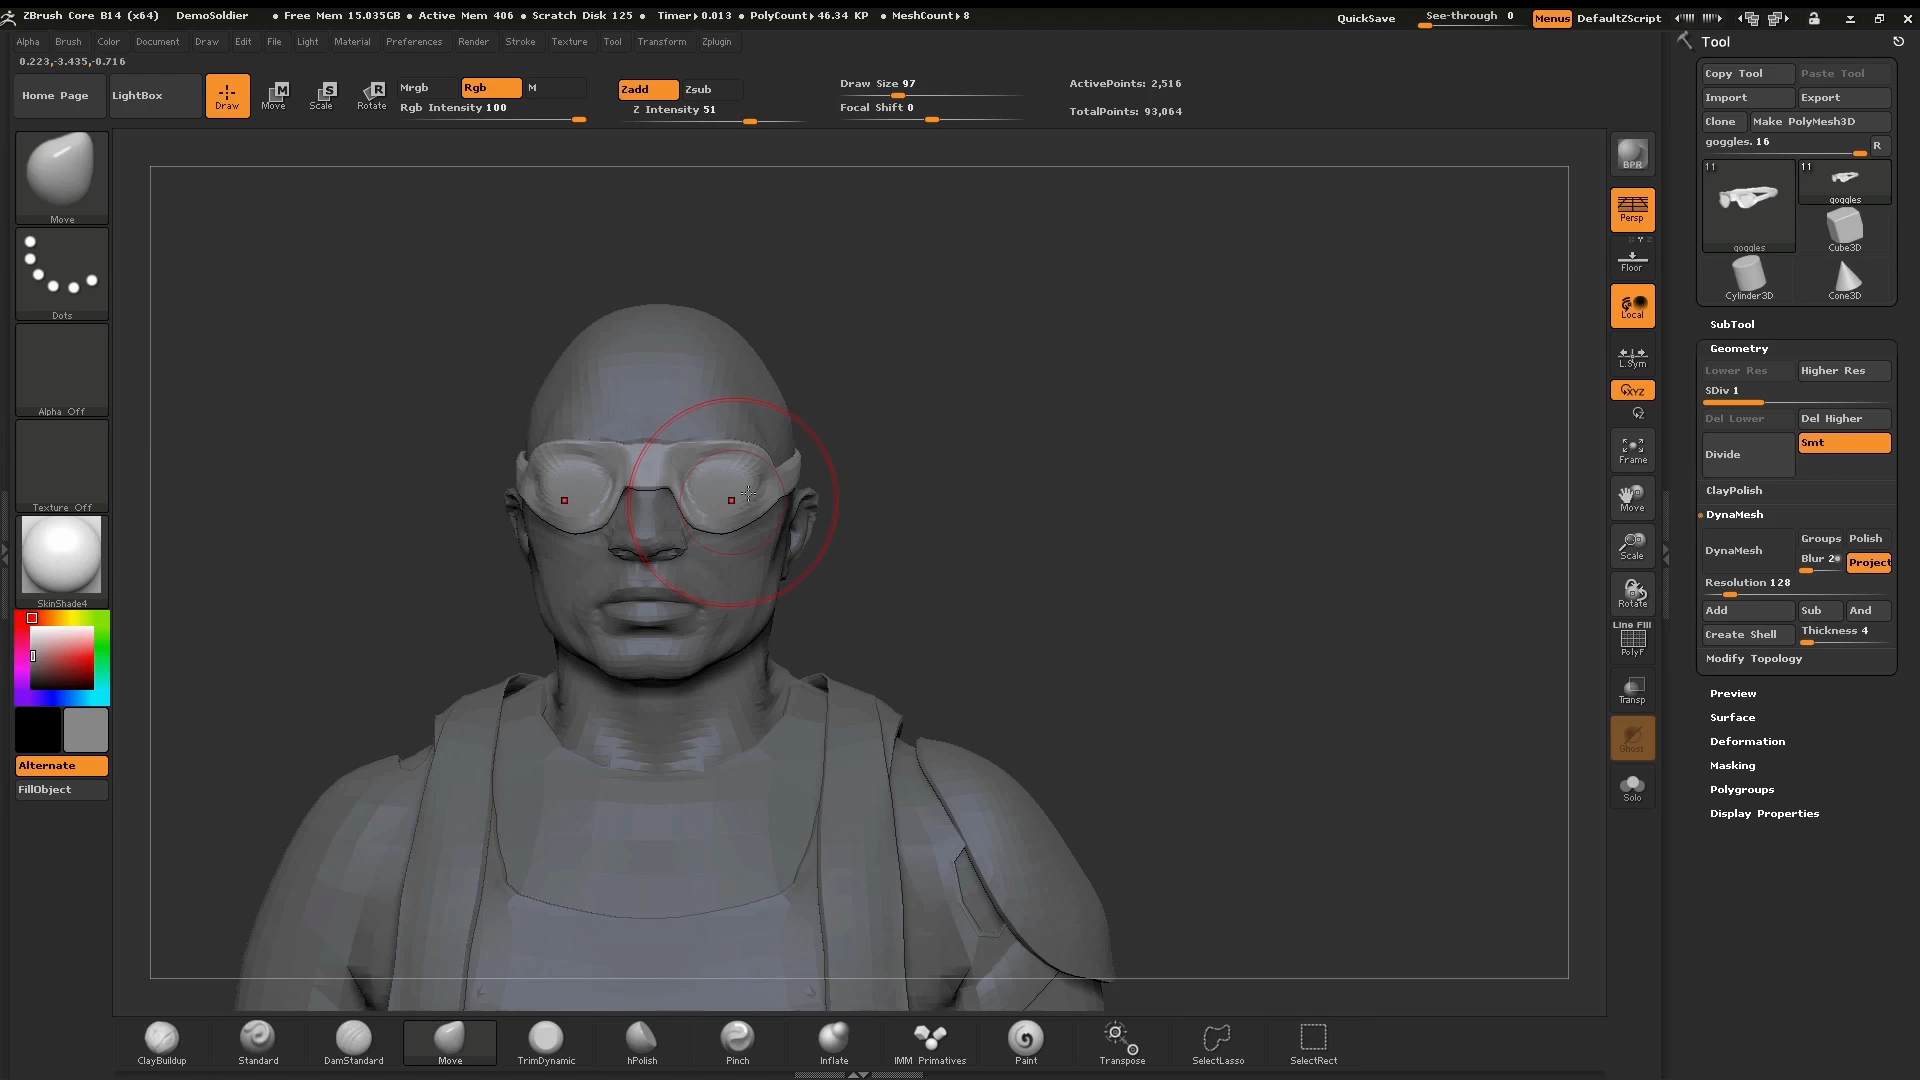 ZBrush Core B14 (x64) DemoSoldier • Free Mem 15.035GB • Active Mem 406 • Scratch Disk 125 • Timer▸0.013 • PolyCount▸46.34 KP • MeshCount▸8 QuickSave See-through 0 Menus DefaultZScript
Alpha Brush Color Document Draw Edit File Light Material Preferences Render Stroke Texture Tool Transform Zplugin
0.223,-3.435,-0.716
Home Page LightBox Draw Move Scale Rotate
M S R
Mrgb Rgb M
Rgb Intensity 100
Zadd Zsub
Z Intensity 51
Draw Size 97
Focal Shift 0
ActivePoints: 2,516
TotalPoints: 93,064
Move
Dots
Alpha Off
Texture Off
SkinShade4
Alternate
FillObject
BPR
Persp
X Y Z
Floor
Local
L.Sym
XYZ
Z
Frame
Move
Scale
Rotate
Line Fill
PolyF
Transp
Ghost
Solo
Tool
Copy Tool Paste Tool
Import Export
Clone Make PolyMesh3D
goggles. 16 R
11 11
goggles
goggles Cube3D
Cylinder3D Cone3D
SubTool
Geometry
Lower Res Higher Res
SDiv 1
Del Lower Del Higher
Divide Smt
ClayPolish
DynaMesh
DynaMesh Groups Polish
Blur 2 Project
Resolution 128
Add Sub And
Create Shell Thickness 4
Modify Topology
Preview
Surface
Deformation
Masking
Polygroups
Display Properties
ClayBuildup Standard DamStandard Move TrimDynamic hPolish Pinch Inflate IMM Primatives Paint Transpose SelectLasso SelectRect